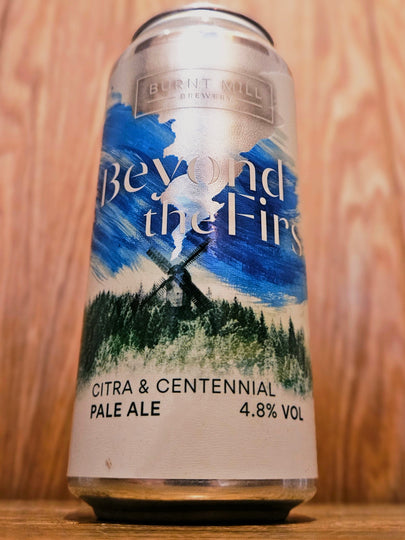 BURNT MILL
BREWERY
Beyond
the Firs
CITRA & CENTENNIAL
PALE ALE 4.8% VOL